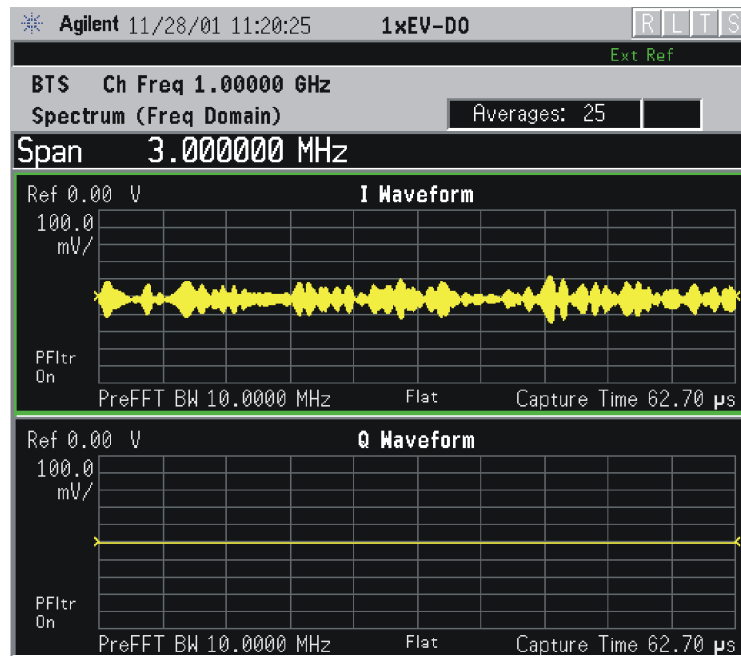 Agilent 11/28/01 11:20:25 1xEV-DO R L T S
Ext Ref
BTS Ch Freq 1.00000 GHz
Spectrum (Freq Domain) Averages: 25
Span 3.000000 MHz
Ref 0.00 V I Waveform
100.0
mV/
PFltr
On
PreFFT BW 10.0000 MHz Flat Capture Time 62.70 μs
Ref 0.00 V Q Waveform
100.0
mV/
PFltr
On
PreFFT BW 10.0000 MHz Flat Capture Time 62.70 μs